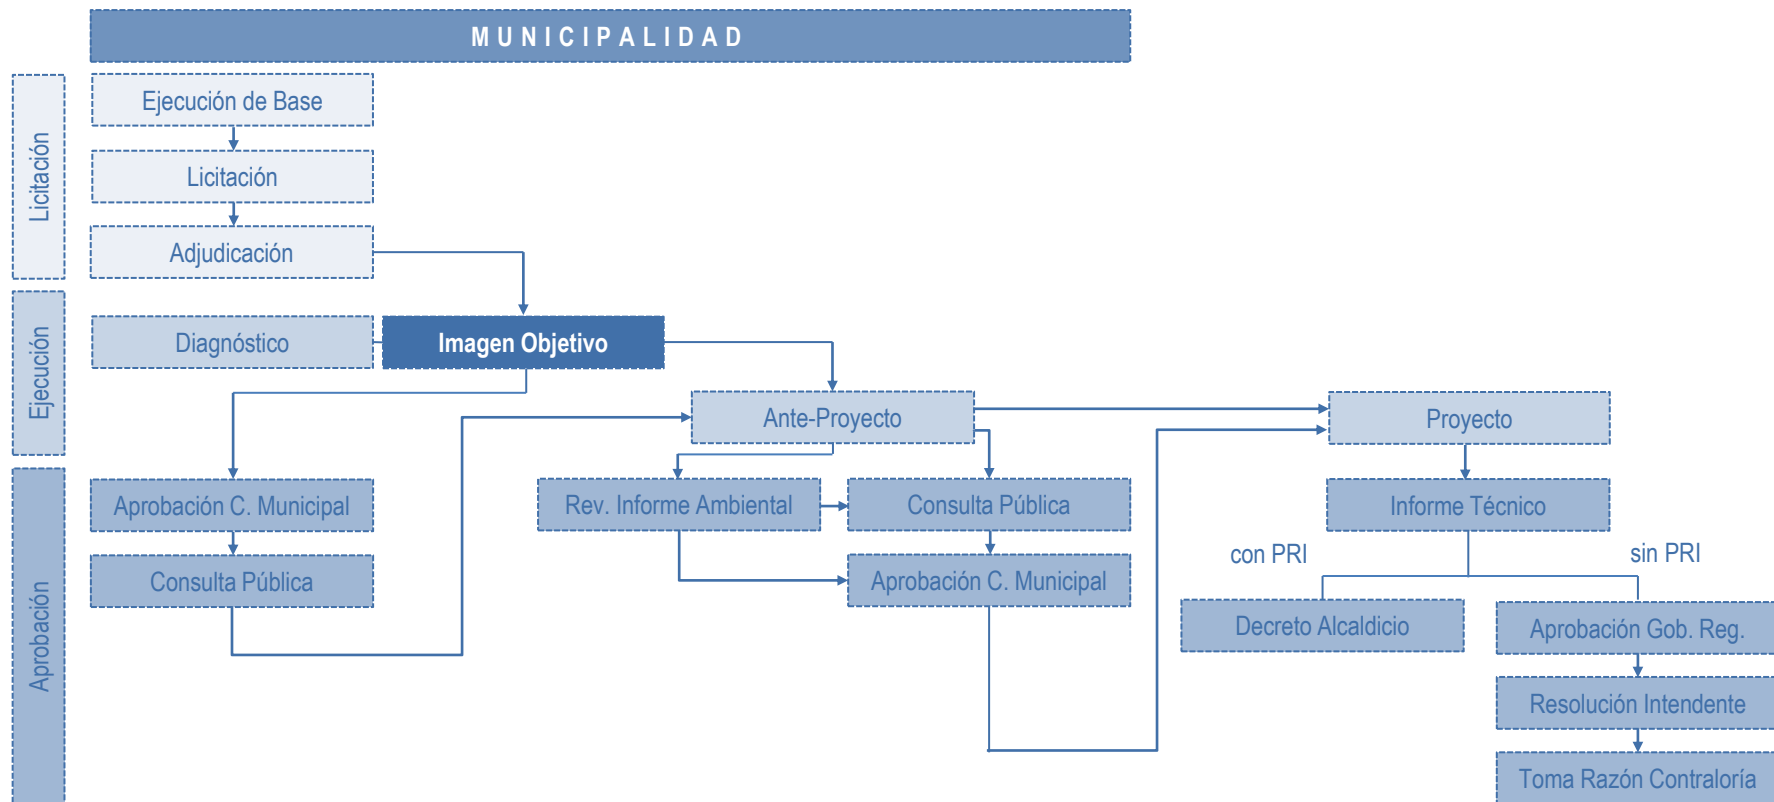 MUNICIPALIDAD
Licitación
Ejecución de Base
Licitación
Adjudicación
Ejecución
Diagnóstico
Imagen Objetivo
Ante-Proyecto
Proyecto
Aprobación
Aprobación C. Municipal
Rev. Informe Ambiental
Consulta Pública
Informe Técnico
Consulta Pública
Aprobación C. Municipal
con PRI
sin PRI
Decreto Alcaldicio
Aprobación Gob. Reg.
Resolución Intendente
Toma Razón Contraloría